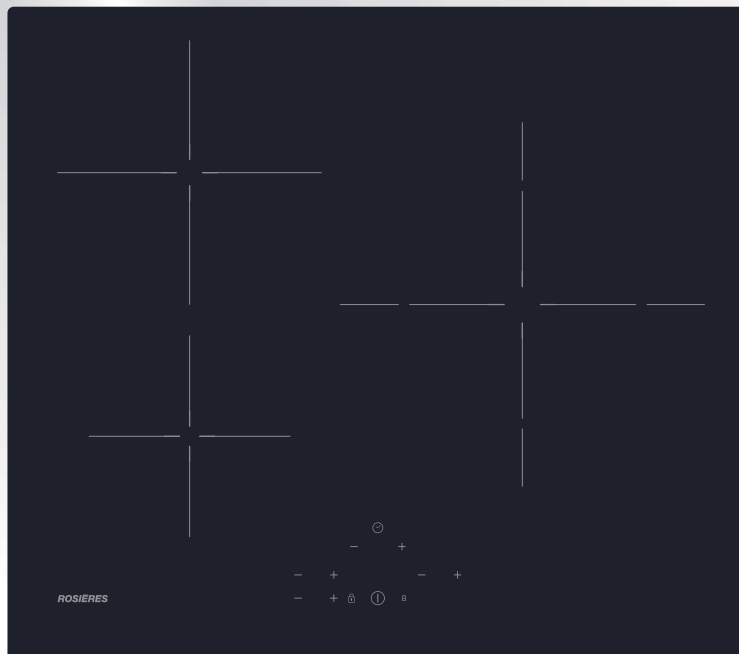 − +
− + − +
ROSIÈRES − +